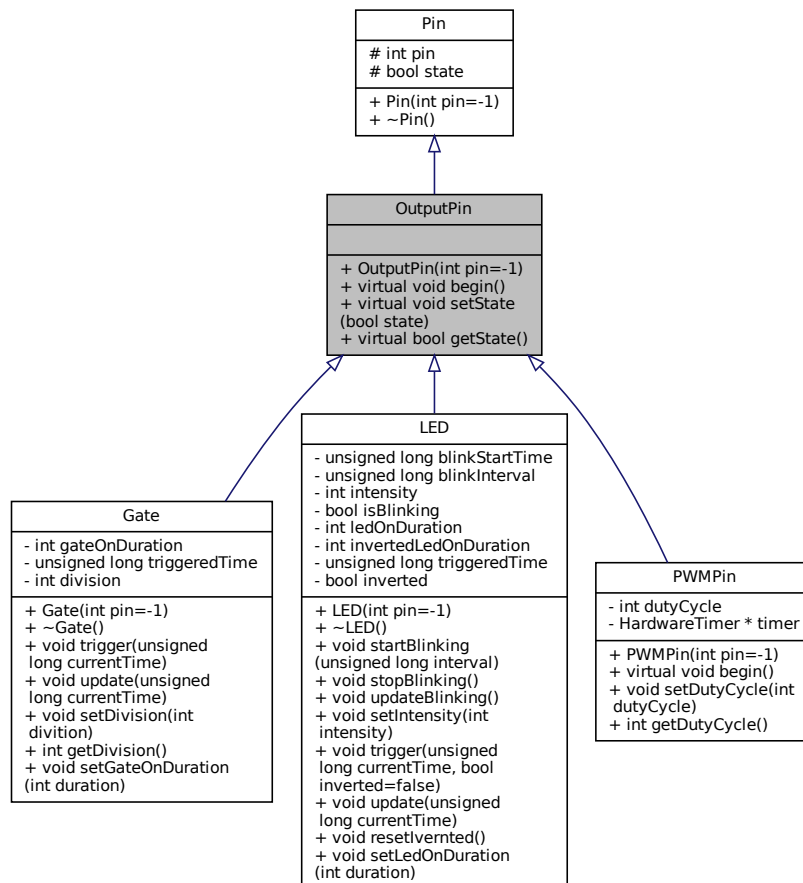 Pin
# int pin
# bool state
+ Pin(int pin=-1)
+ ~Pin()
OutputPin
+ OutputPin(int pin=-1)
+ virtual void begin()
+ virtual void setState
(bool state)
+ virtual bool getState()
Gate
- int gateOnDuration
- unsigned long triggeredTime
- int division
+ Gate(int pin=-1)
+ ~Gate()
+ void trigger(unsigned
long currentTime)
+ void update(unsigned
long currentTime)
+ void setDivision(int
divition)
+ int getDivision()
+ void setGateOnDuration
(int duration)
LED
- unsigned long blinkStartTime
- unsigned long blinkInterval
- int intensity
- bool isBlinking
- int ledOnDuration
- int invertedLedOnDuration
- unsigned long triggeredTime
- bool inverted
+ LED(int pin=-1)
+ ~LED()
+ void startBlinking
(unsigned long interval)
+ void stopBlinking()
+ void updateBlinking()
+ void setIntensity(int
intensity)
+ void trigger(unsigned
long currentTime, bool
inverted=false)
+ void update(unsigned
long currentTime)
+ void resetIvernted()
+ void setLedOnDuration
(int duration)
PWMPin
- int dutyCycle
- HardwareTimer * timer
+ PWMPin(int pin=-1)
+ virtual void begin()
+ void setDutyCycle(int
dutyCycle)
+ int getDutyCycle()